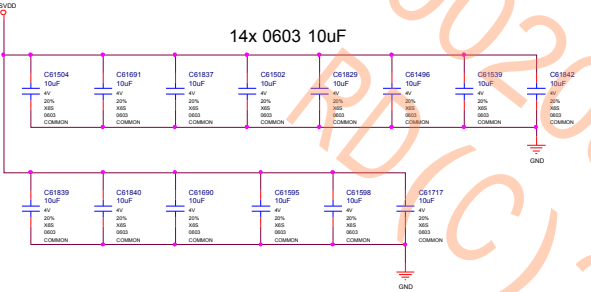 SVDD
14x 0603 10uF
C61504 C61691 C61837 C61502 C61829 C61496 C61539 C61842
10uF 10uF 10uF 10uF 10uF 10uF 10uF 10uF
4V 4V 4V 4V 4V 4V 4V 4V
20% 20% 20% 20% 20% 20% 20% 20%
X6S X6S X6S X6S X6S X6S X6S X6S
0603 0603 0603 0603 0603 0603 0603 0603
COMMON COMMON COMMON COMMON COMMON COMMON COMMON COMMON
GND
C61839 C61840 C61690 C61595 C61598 C61717
10uF 10uF 10uF 10uF 10uF 10uF
4V 4V 4V 4V 4V 4V
20% 20% 20% 20% 20% 20%
X6S X6S X6S X6S X6S X6S
0603 0603 0603 0603 0603 0603
COMMON COMMON COMMON COMMON COMMON COMMON
GND
RD(C)